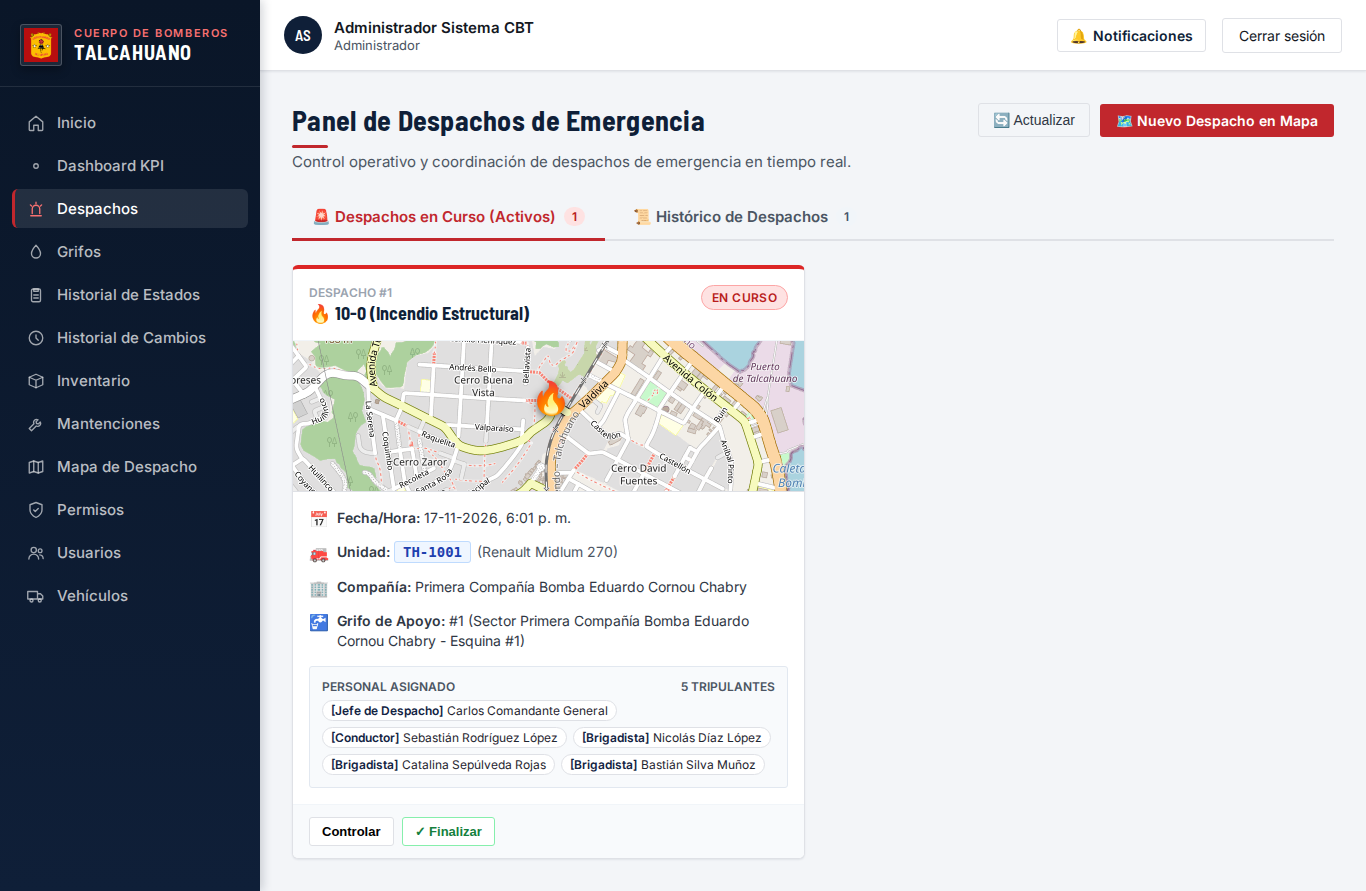 CUERPO DE BOMBEROS
TALCAHUANO
Inicio
Dashboard KPI
Despachos
Grifos
Historial de Estados
Historial de Cambios
Inventario
Mantenciones
Mapa de Despacho
Permisos
Usuarios
Vehículos
AS
Administrador Sistema CBT
Administrador
🔔 Notificaciones
Cerrar sesión
Panel de Despachos de Emergencia
Control operativo y coordinación de despachos de emergencia en tiempo real.
🔄 Actualizar
🗺️ Nuevo Despacho en Mapa
🚨 Despachos en Curso (Activos) 1
📜 Histórico de Despachos 1
DESPACHO #1
🔥 10-0 (Incendio Estructural)
EN CURSO
Andrés Bello
Cerro Buena
Vista
Bellavista
Valdivia
Avenida Colón
Puerto
de Talcahuano
La Serena
Coquimbo
Raquelita
Valparaíso
Cerro Zaror
Recoleta
Santa Rosa
Huillinco
Castellón
Castellón
Cerro David
Fuentes
Aníbal Pinto
📅 Fecha/Hora: 17-11-2026, 6:01 p. m.
🚒 Unidad: TH-1001 (Renault Midlum 270)
🏢 Compañía: Primera Compañía Bomba Eduardo Cornou Chabry
🚰 Grifo de Apoyo: #1 (Sector Primera Compañía Bomba Eduardo
Cornou Chabry - Esquina #1)
PERSONAL ASIGNADO 5 TRIPULANTES
[Jefe de Despacho] Carlos Comandante General
[Conductor] Sebastián Rodríguez López [Brigadista] Nicolás Díaz López
[Brigadista] Catalina Sepúlveda Rojas [Brigadista] Bastián Silva Muñoz
Controlar
✓ Finalizar